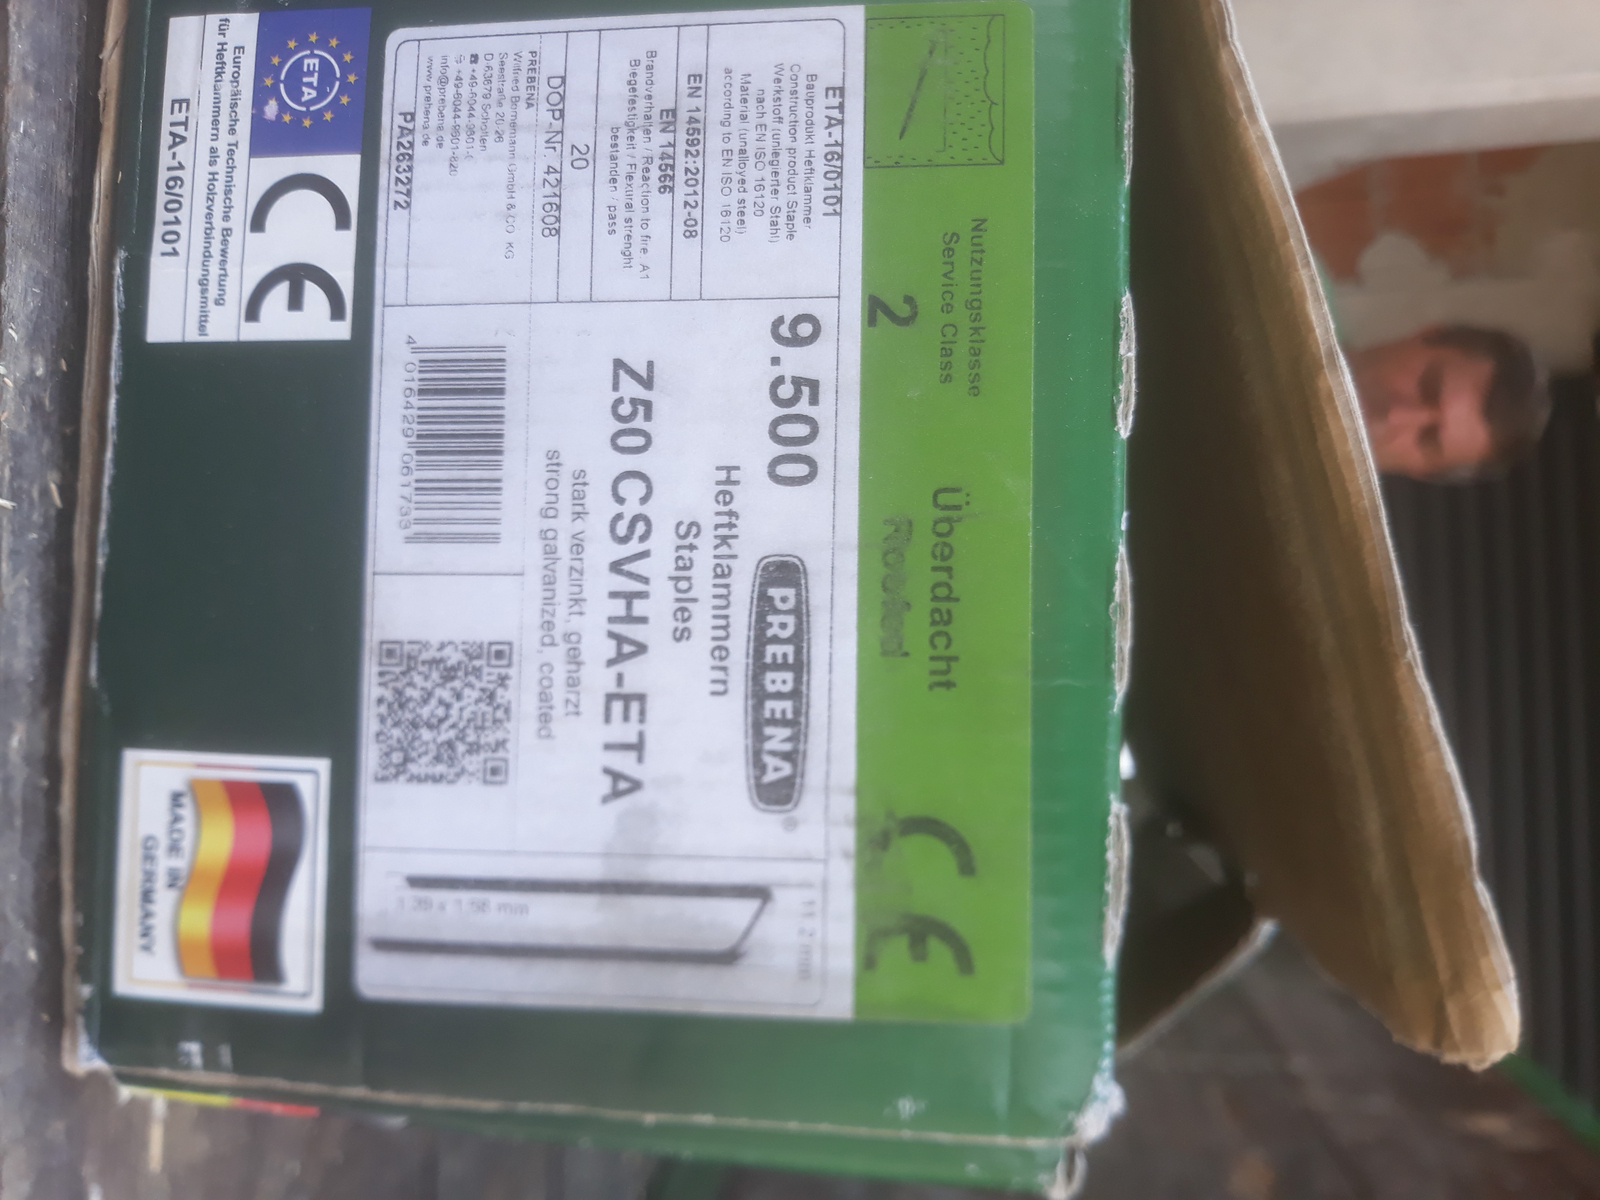 Nutzungsklasse
Service Class
2
Überdacht
Roofed
CE
ETA-16/0101
Bauprodukt Heftklammer
Construction product Staple
Werkstoff (unlegierter Stahl)
nach EN ISO 16120
Material (unalloyed steel)
according to EN ISO 16120
EN 14592:2012-08
EN 14566
Brandverhalten / Reaction to fire: A1
Biegefestigkeit / Flexural strenght
bestanden / pass
20
DOP-Nr. 421608
PREBENA
Wilfried Bornemann GmbH & CO. KG
Seestraße 20-26
D-63679 Schotten
info@prebena.de
www.prebena.de
PA263272
9.500
PREBENA®
Heftklammern
Staples
Z50 CSVHA-ETA
stark verzinkt, geharzt
strong galvanized, coated
4 016429 061733
11,2 mm
ETA
CE
Europäische Technische Bewertung
für Heftklammern als Holzverbindungsmittel
ETA-16/0101
MADE IN
GERMANY